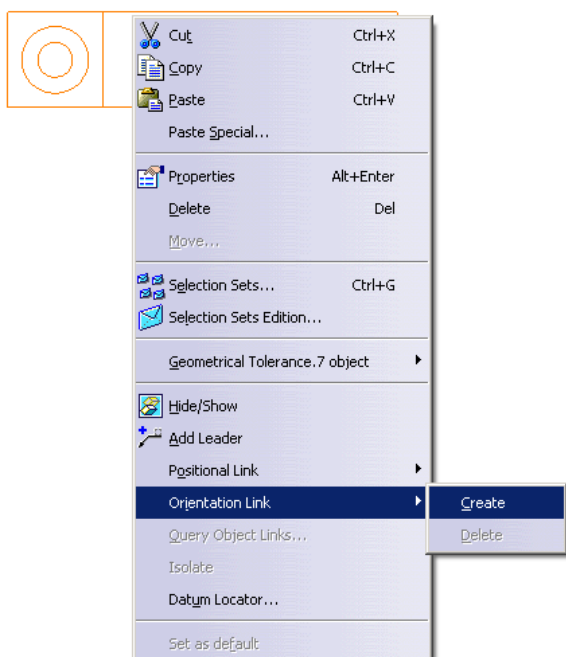 Cut Ctrl+X
Copy Ctrl+C
Paste Ctrl+V
Paste Special...
Properties Alt+Enter
Delete Del
Move...
Selection Sets... Ctrl+G
Selection Sets Edition...
Geometrical Tolerance.7 object
Hide/Show
Add Leader
Positional Link
Orientation Link Create
Query Object Links... Delete
Isolate
Datum Locator...
Set as default